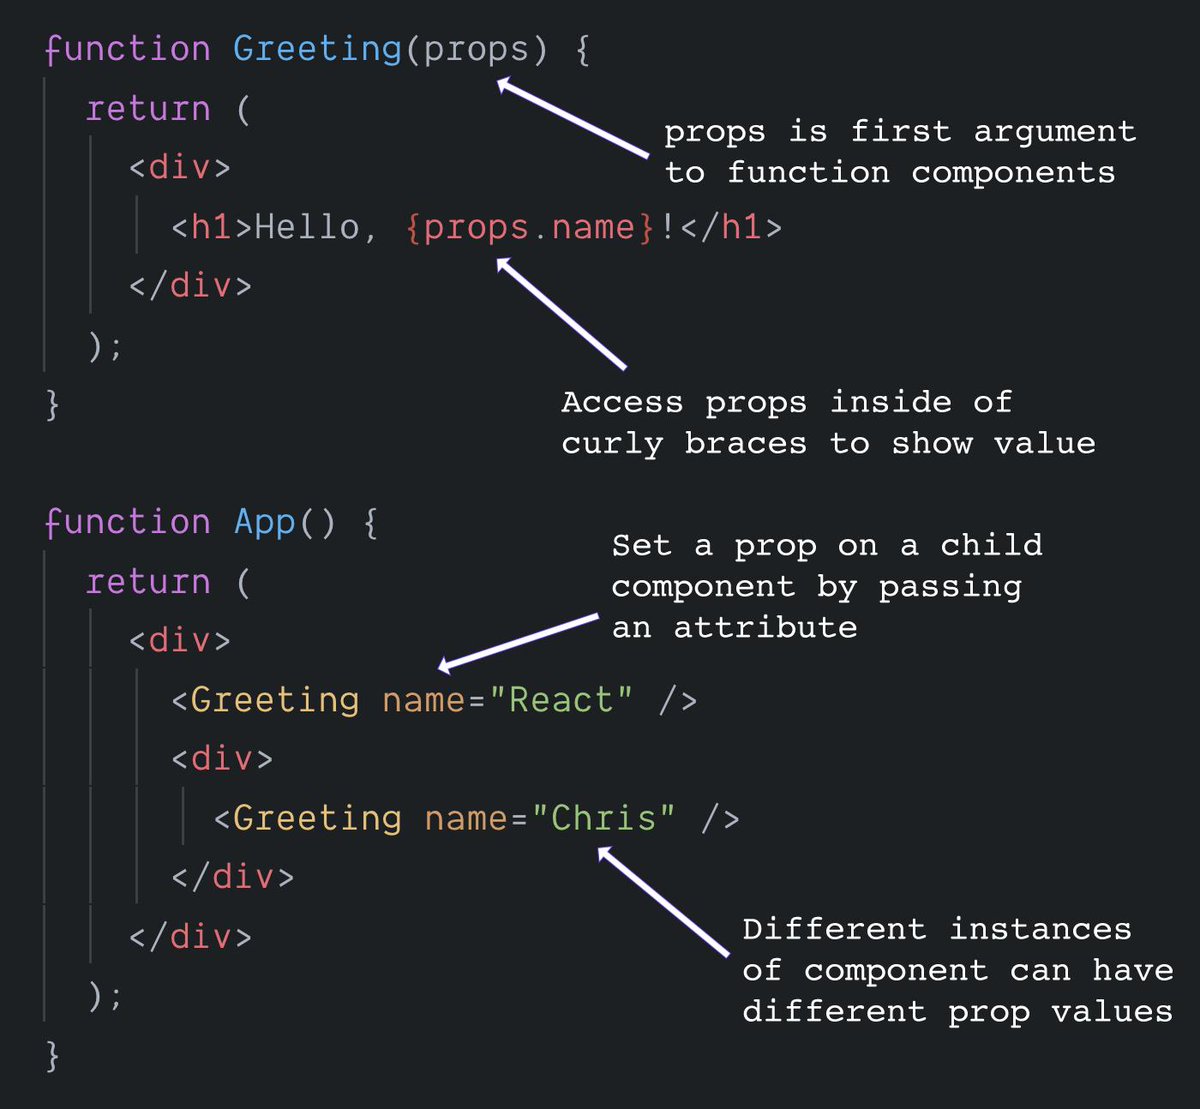 function Greeting(props) {
return (
<div>
<h1>Hello, {props.name}!</h1>
</div>
);
}
props is first argument
to function components
Access props inside of
curly braces to show value
function App() {
return (
<div>
<Greeting name="React" />
<div>
<Greeting name="Chris" />
</div>
</div>
);
}
Set a prop on a child
component by passing
an attribute
Different instances
of component can have
different prop values